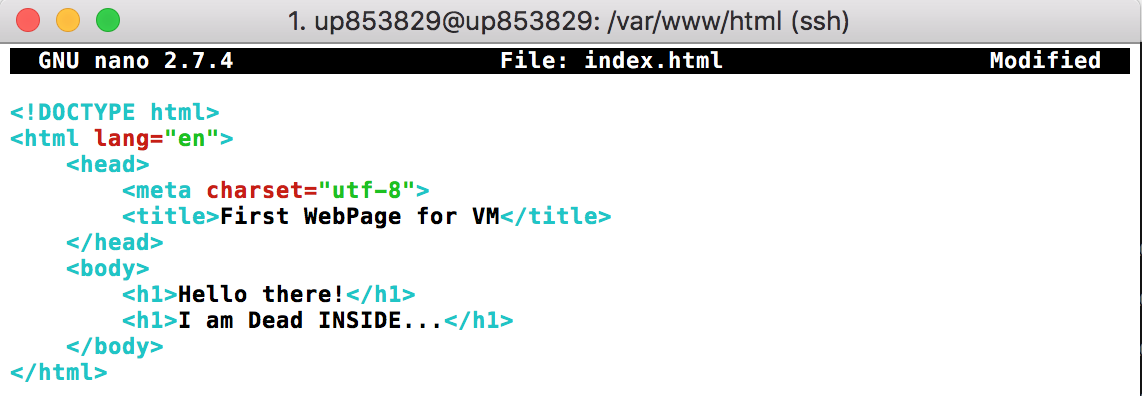 1. up853829@up853829: /var/www/html (ssh)
GNU nano 2.7.4 File: index.html Modified
<!DOCTYPE html>
<html lang="en">
    <head>
        <meta charset="utf-8">
        <title>First WebPage for VM</title>
    </head>
    <body>
        <h1>Hello there!</h1>
        <h1>I am Dead INSIDE...</h1>
    </body>
</html>